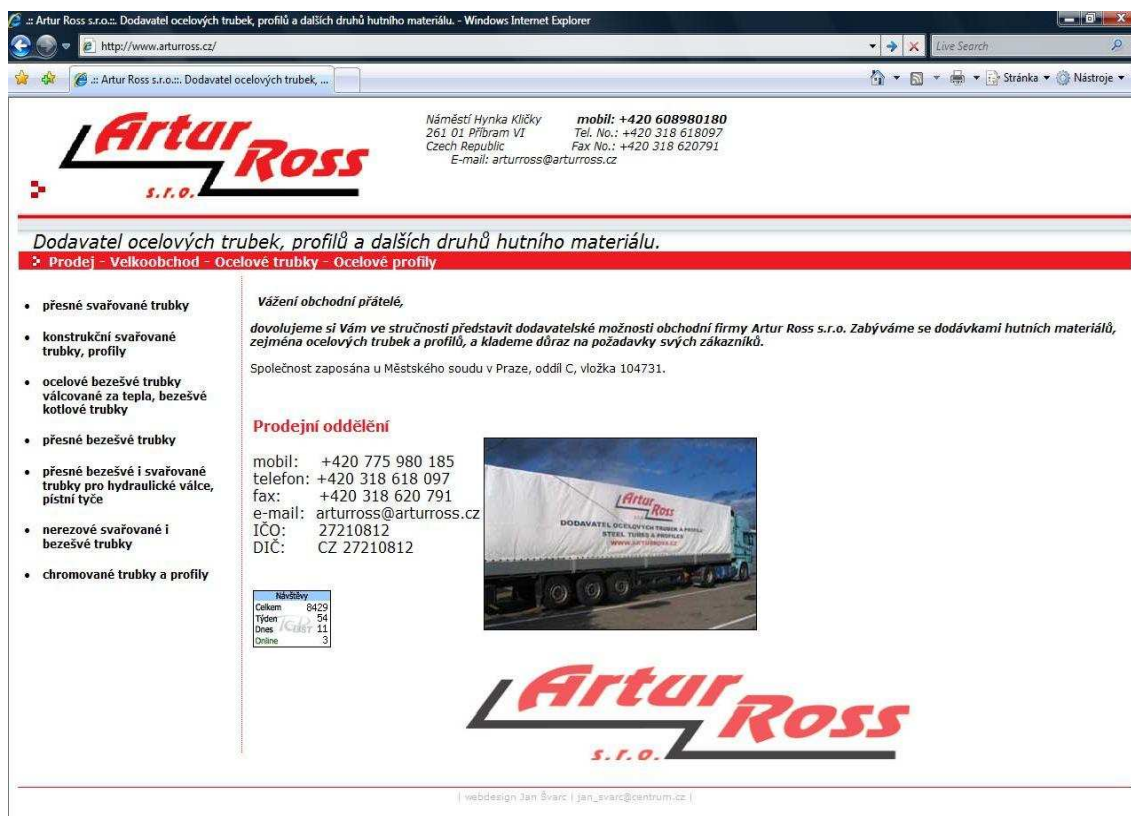 .:: Artur Ross s.r.o.::. Dodavatel ocelových trubek, profilů a dalších druhů hutního materiálu. - Windows Internet Explorer
http://www.arturross.cz/
Live Search
.:: Artur Ross s.r.o.::. Dodavatel ocelových trubek, ...
Stránka
Nástroje
Artur
Ross
s.r.o.
Náměstí Hynka Kličky mobil: +420 608980180
261 01 Příbram VI Tel. No.: +420 318 618097
Czech Republic Fax No.: +420 318 620791
E-mail: arturross@arturross.cz
Dodavatel ocelových trubek, profilů a dalších druhů hutního materiálu.
Prodej - Velkoobchod - Ocelové trubky - Ocelové profily
přesné svařované trubky
konstrukční svařované
trubky, profily
ocelové bezešvé trubky
válcované za tepla, bezešvé
kotlové trubky
přesné bezešvé trubky
přesné bezešvé i svařované
trubky pro hydraulické válce,
pístní tyče
nerezové svařované i
bezešvé trubky
chromované trubky a profily
Vážení obchodní přátelé,
dovolujeme si Vám ve stručnosti představit dodavatelské možnosti obchodní firmy Artur Ross s.r.o. Zabýváme se dodávkami hutních materiálů,
zejména ocelových trubek a profilů, a klademe důraz na požadavky svých zákazníků.
Společnost zaposána u Městského soudu v Praze, oddíl C, vložka 104731.
Prodejní oddělení
mobil: +420 775 980 185
telefon: +420 318 618 097
fax: +420 318 620 791
e-mail: arturross@arturross.cz
IČO: 27210812
DIČ: CZ 27210812
Artur
Ross
DODAVATEL OCELOVÝCH TRUBEK A PROFILŮ
STEEL TUBES & PROFILES
www.arturross.cz
Návštěvy
Celkem 8429
Týden 54
Dnes 11
Online 3
Artur
Ross
s.r.o.
| webdesign Jan Švarc | jan_svarc@centrum.cz |